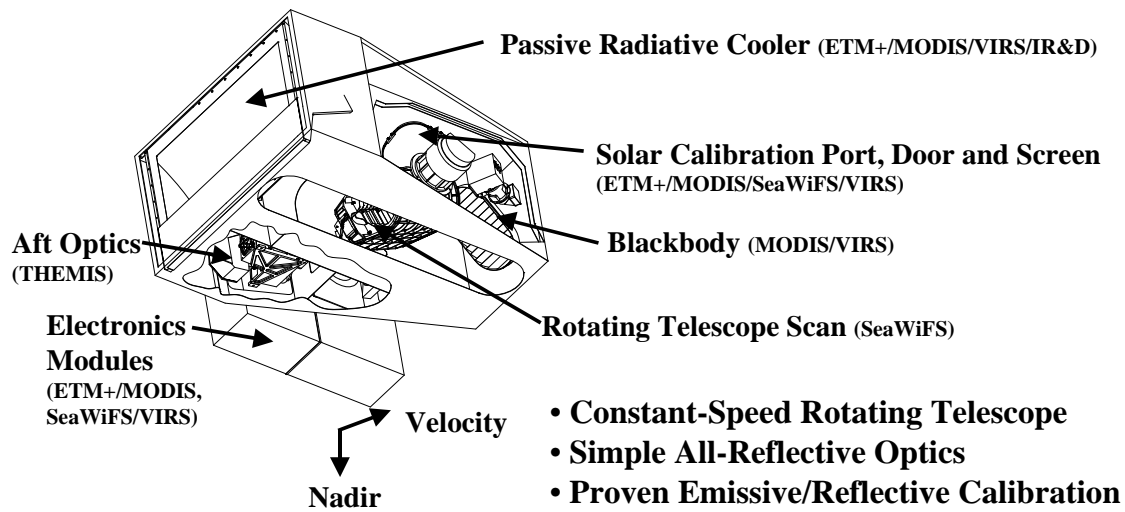 Passive Radiative Cooler (ETM+/MODIS/VIRS/IR&D)
Solar Calibration Port, Door and Screen
(ETM+/MODIS/SeaWiFS/VIRS)
Blackbody (MODIS/VIRS)
Aft Optics
(THEMIS)
Rotating Telescope Scan (SeaWiFS)
Electronics
Modules
(ETM+/MODIS,
SeaWiFS/VIRS)
Velocity
Nadir
• Constant-Speed Rotating Telescope
• Simple All-Reflective Optics
• Proven Emissive/Reflective Calibration